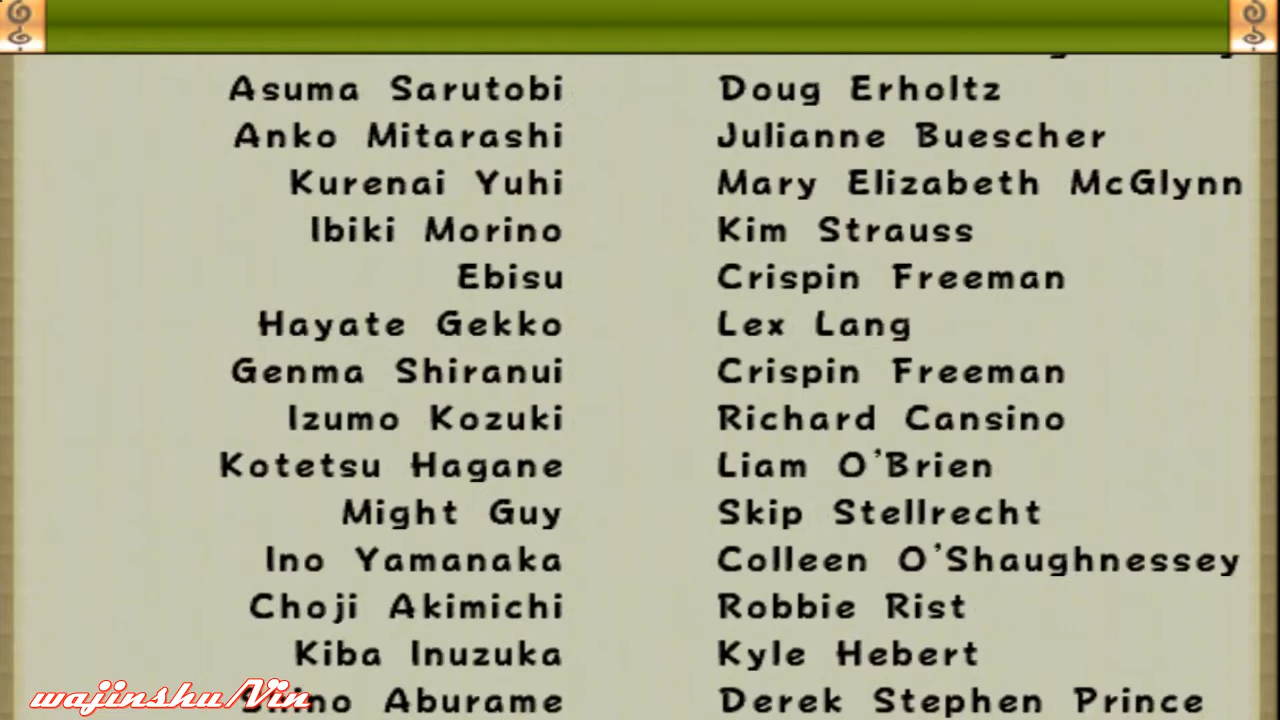 Asuma Sarutobi Doug Erholtz
Anko Mitarashi Julianne Buescher
Kurenai Yuhi Mary Elizabeth McGlynn
Ibiki Morino Kim Strauss
Ebisu Crispin Freeman
Hayate Gekko Lex Lang
Genma Shiranui Crispin Freeman
Izumo Kozuki Richard Cansino
Kotetsu Hagane Liam O'Brien
Might Guy Skip Stellrecht
Ino Yamanaka Colleen O'Shaughnessey
Choji Akimichi Robbie Rist
Kiba Inuzuka Kyle Hebert
Shino Aburame Derek Stephen Prince
wajinshu/Vin